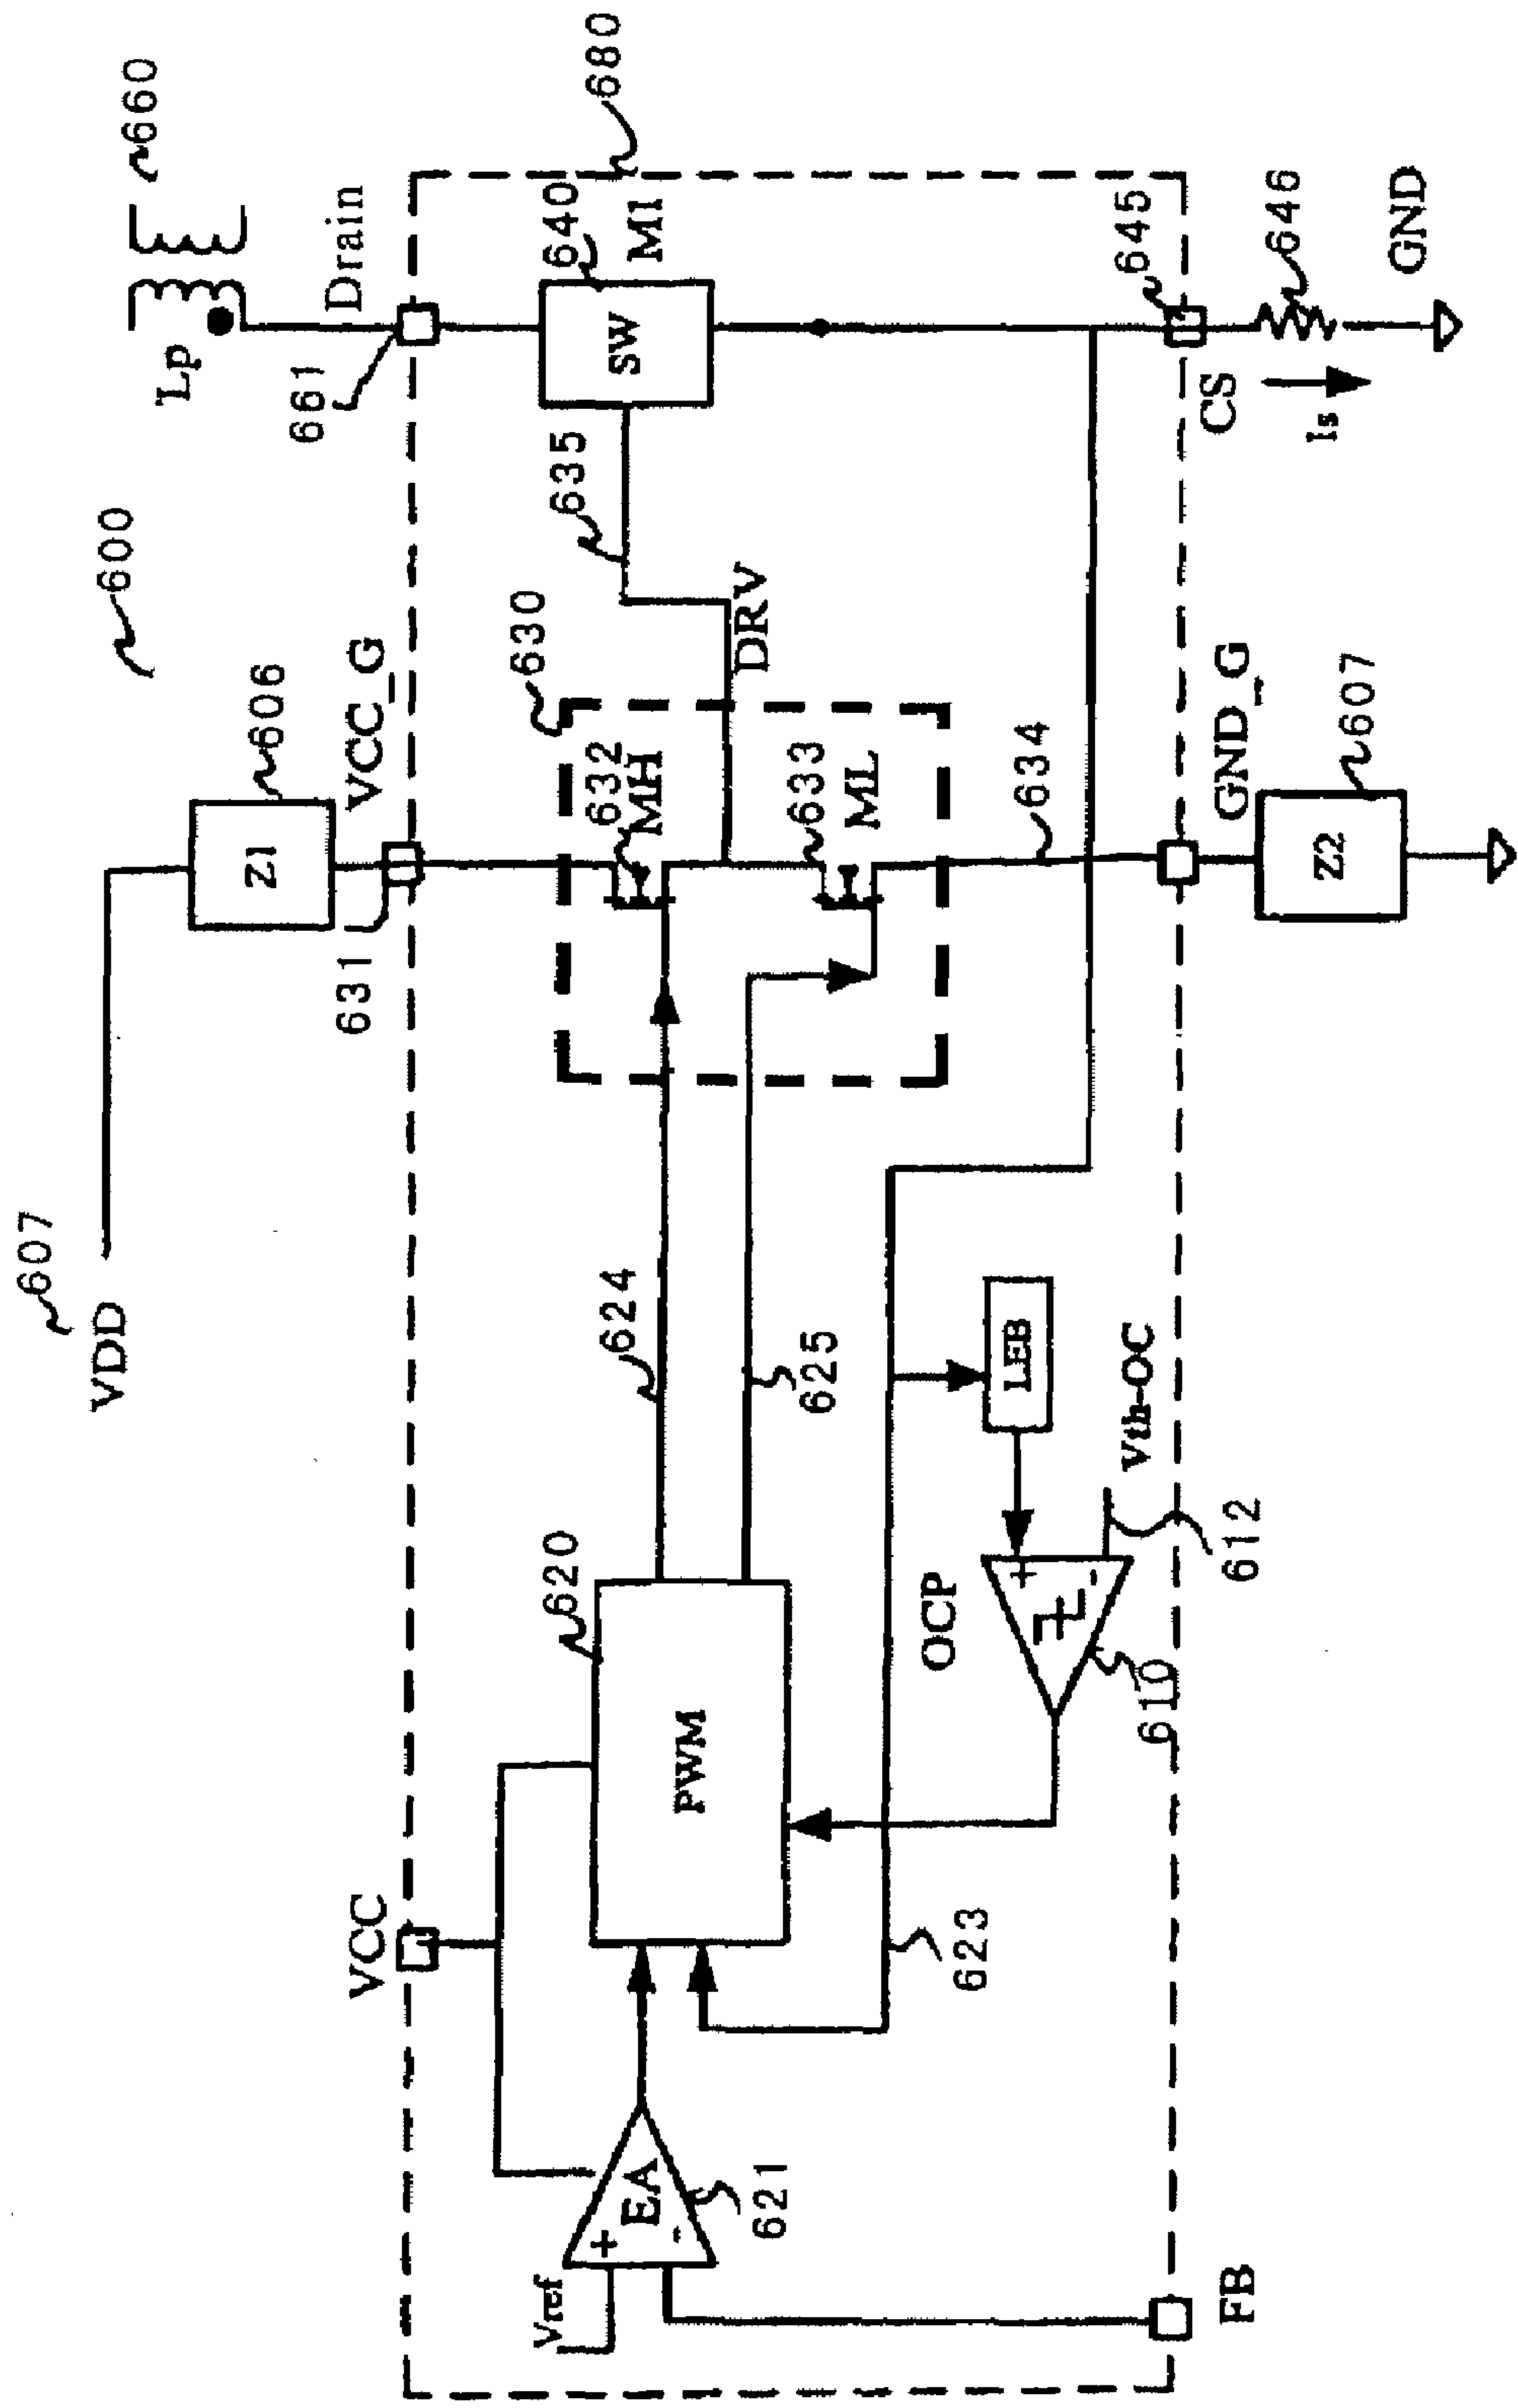 600
660
Lp
Drain
661
680
640
M1
SW
635
DRV
607
VDD
Z1
606
VCC_G
631
630
632
MH
633
ML
634
GND_G
Z2
607
645
CS
646
Is
GND
VCC
624
625
620
PWM
LEB
Vth-OC
612
OCP
+
-
610
623
Vref
+
-
EA
621
FB